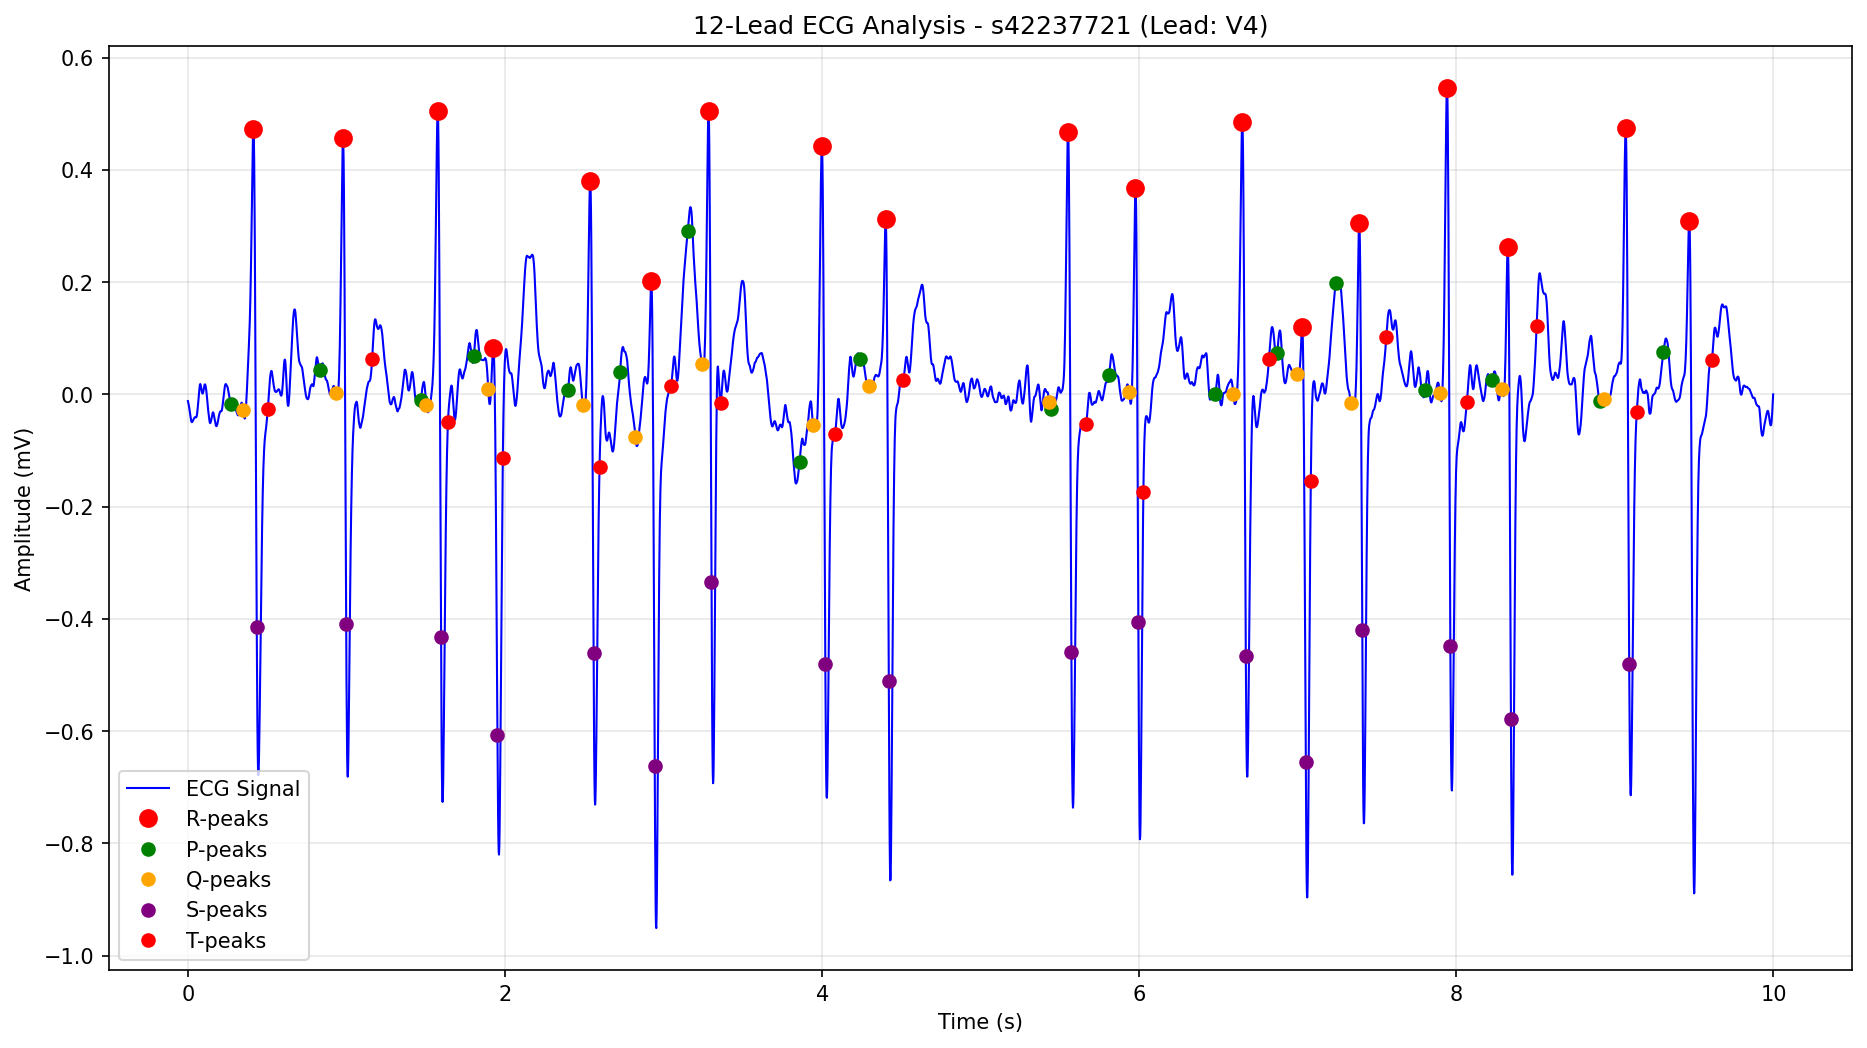 12-Lead ECG Analysis - s42237721 (Lead: V4)
Amplitude (mV)
0.6
0.4
0.2
0.0
−0.2
−0.4
−0.6
−0.8
−1.0
ECG Signal
R-peaks
P-peaks
Q-peaks
S-peaks
T-peaks
0 2 4 6 8 10
Time (s)